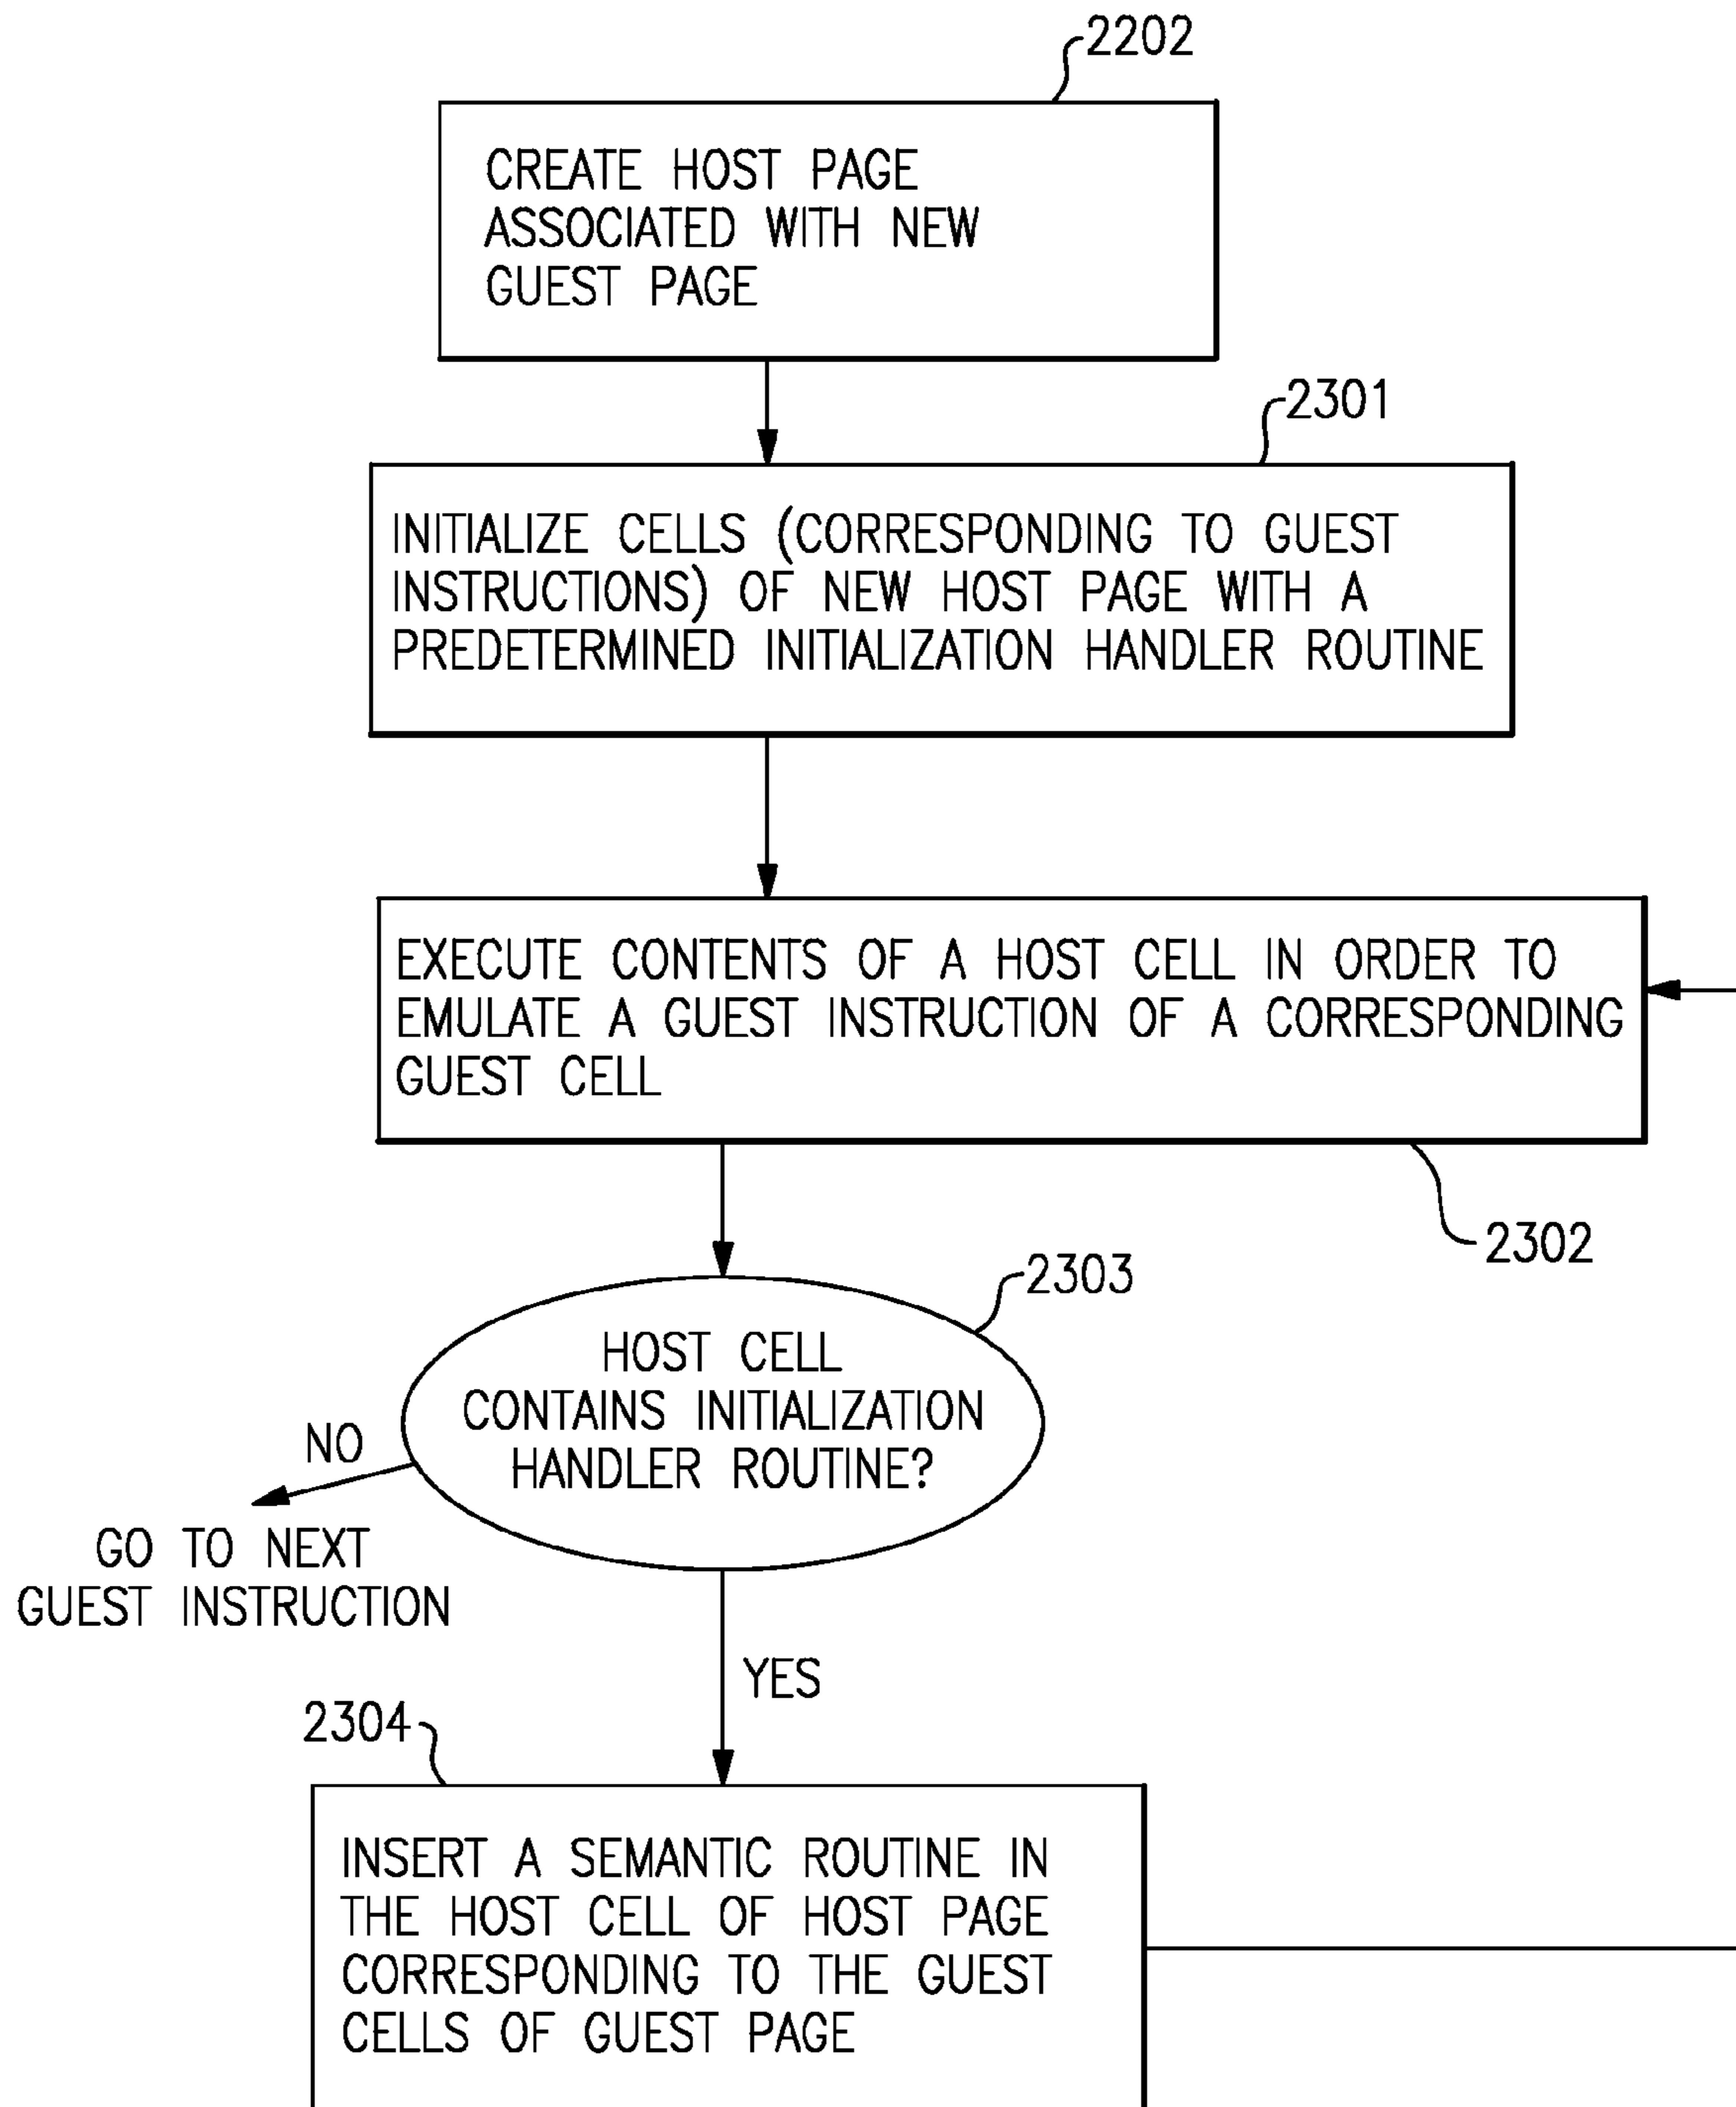 2202
CREATE HOST PAGE
ASSOCIATED WITH NEW
GUEST PAGE
2301
INITIALIZE CELLS (CORRESPONDING TO GUEST
INSTRUCTIONS) OF NEW HOST PAGE WITH A
PREDETERMINED INITIALIZATION HANDLER ROUTINE
EXECUTE CONTENTS OF A HOST CELL IN ORDER TO
EMULATE A GUEST INSTRUCTION OF A CORRESPONDING
GUEST CELL
2302
2303
HOST CELL
CONTAINS INITIALIZATION
HANDLER ROUTINE?
NO
GO TO NEXT
GUEST INSTRUCTION
YES
2304
INSERT A SEMANTIC ROUTINE IN
THE HOST CELL OF HOST PAGE
CORRESPONDING TO THE GUEST
CELLS OF GUEST PAGE